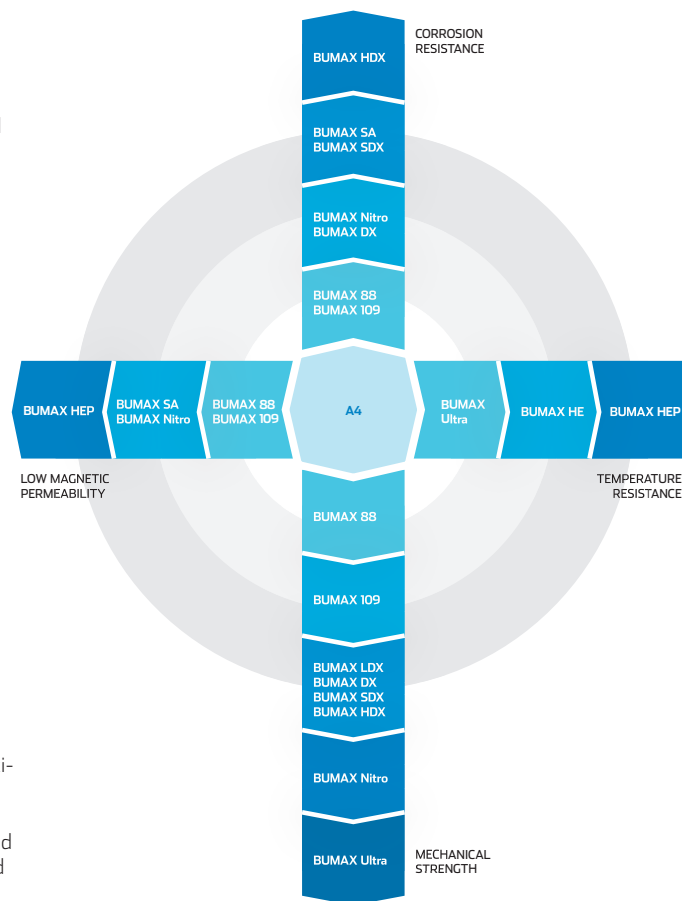 CORROSION
RESISTANCE
BUMAX HDX
BUMAX SA
BUMAX SDX
BUMAX Nitro
BUMAX DX
BUMAX 88
BUMAX 109
BUMAX HEP
BUMAX SA
BUMAX Nitro
BUMAX 88
BUMAX 109
A4
BUMAX
Ultra
BUMAX HE
BUMAX HEP
LOW MAGNETIC
PERMEABILITY
TEMPERATURE
RESISTANCE
BUMAX 88
BUMAX 109
BUMAX LDX
BUMAX DX
BUMAX SDX
BUMAX HDX
i-
BUMAX Nitro
d
BUMAX Ultra
MECHANICAL
STRENGTH